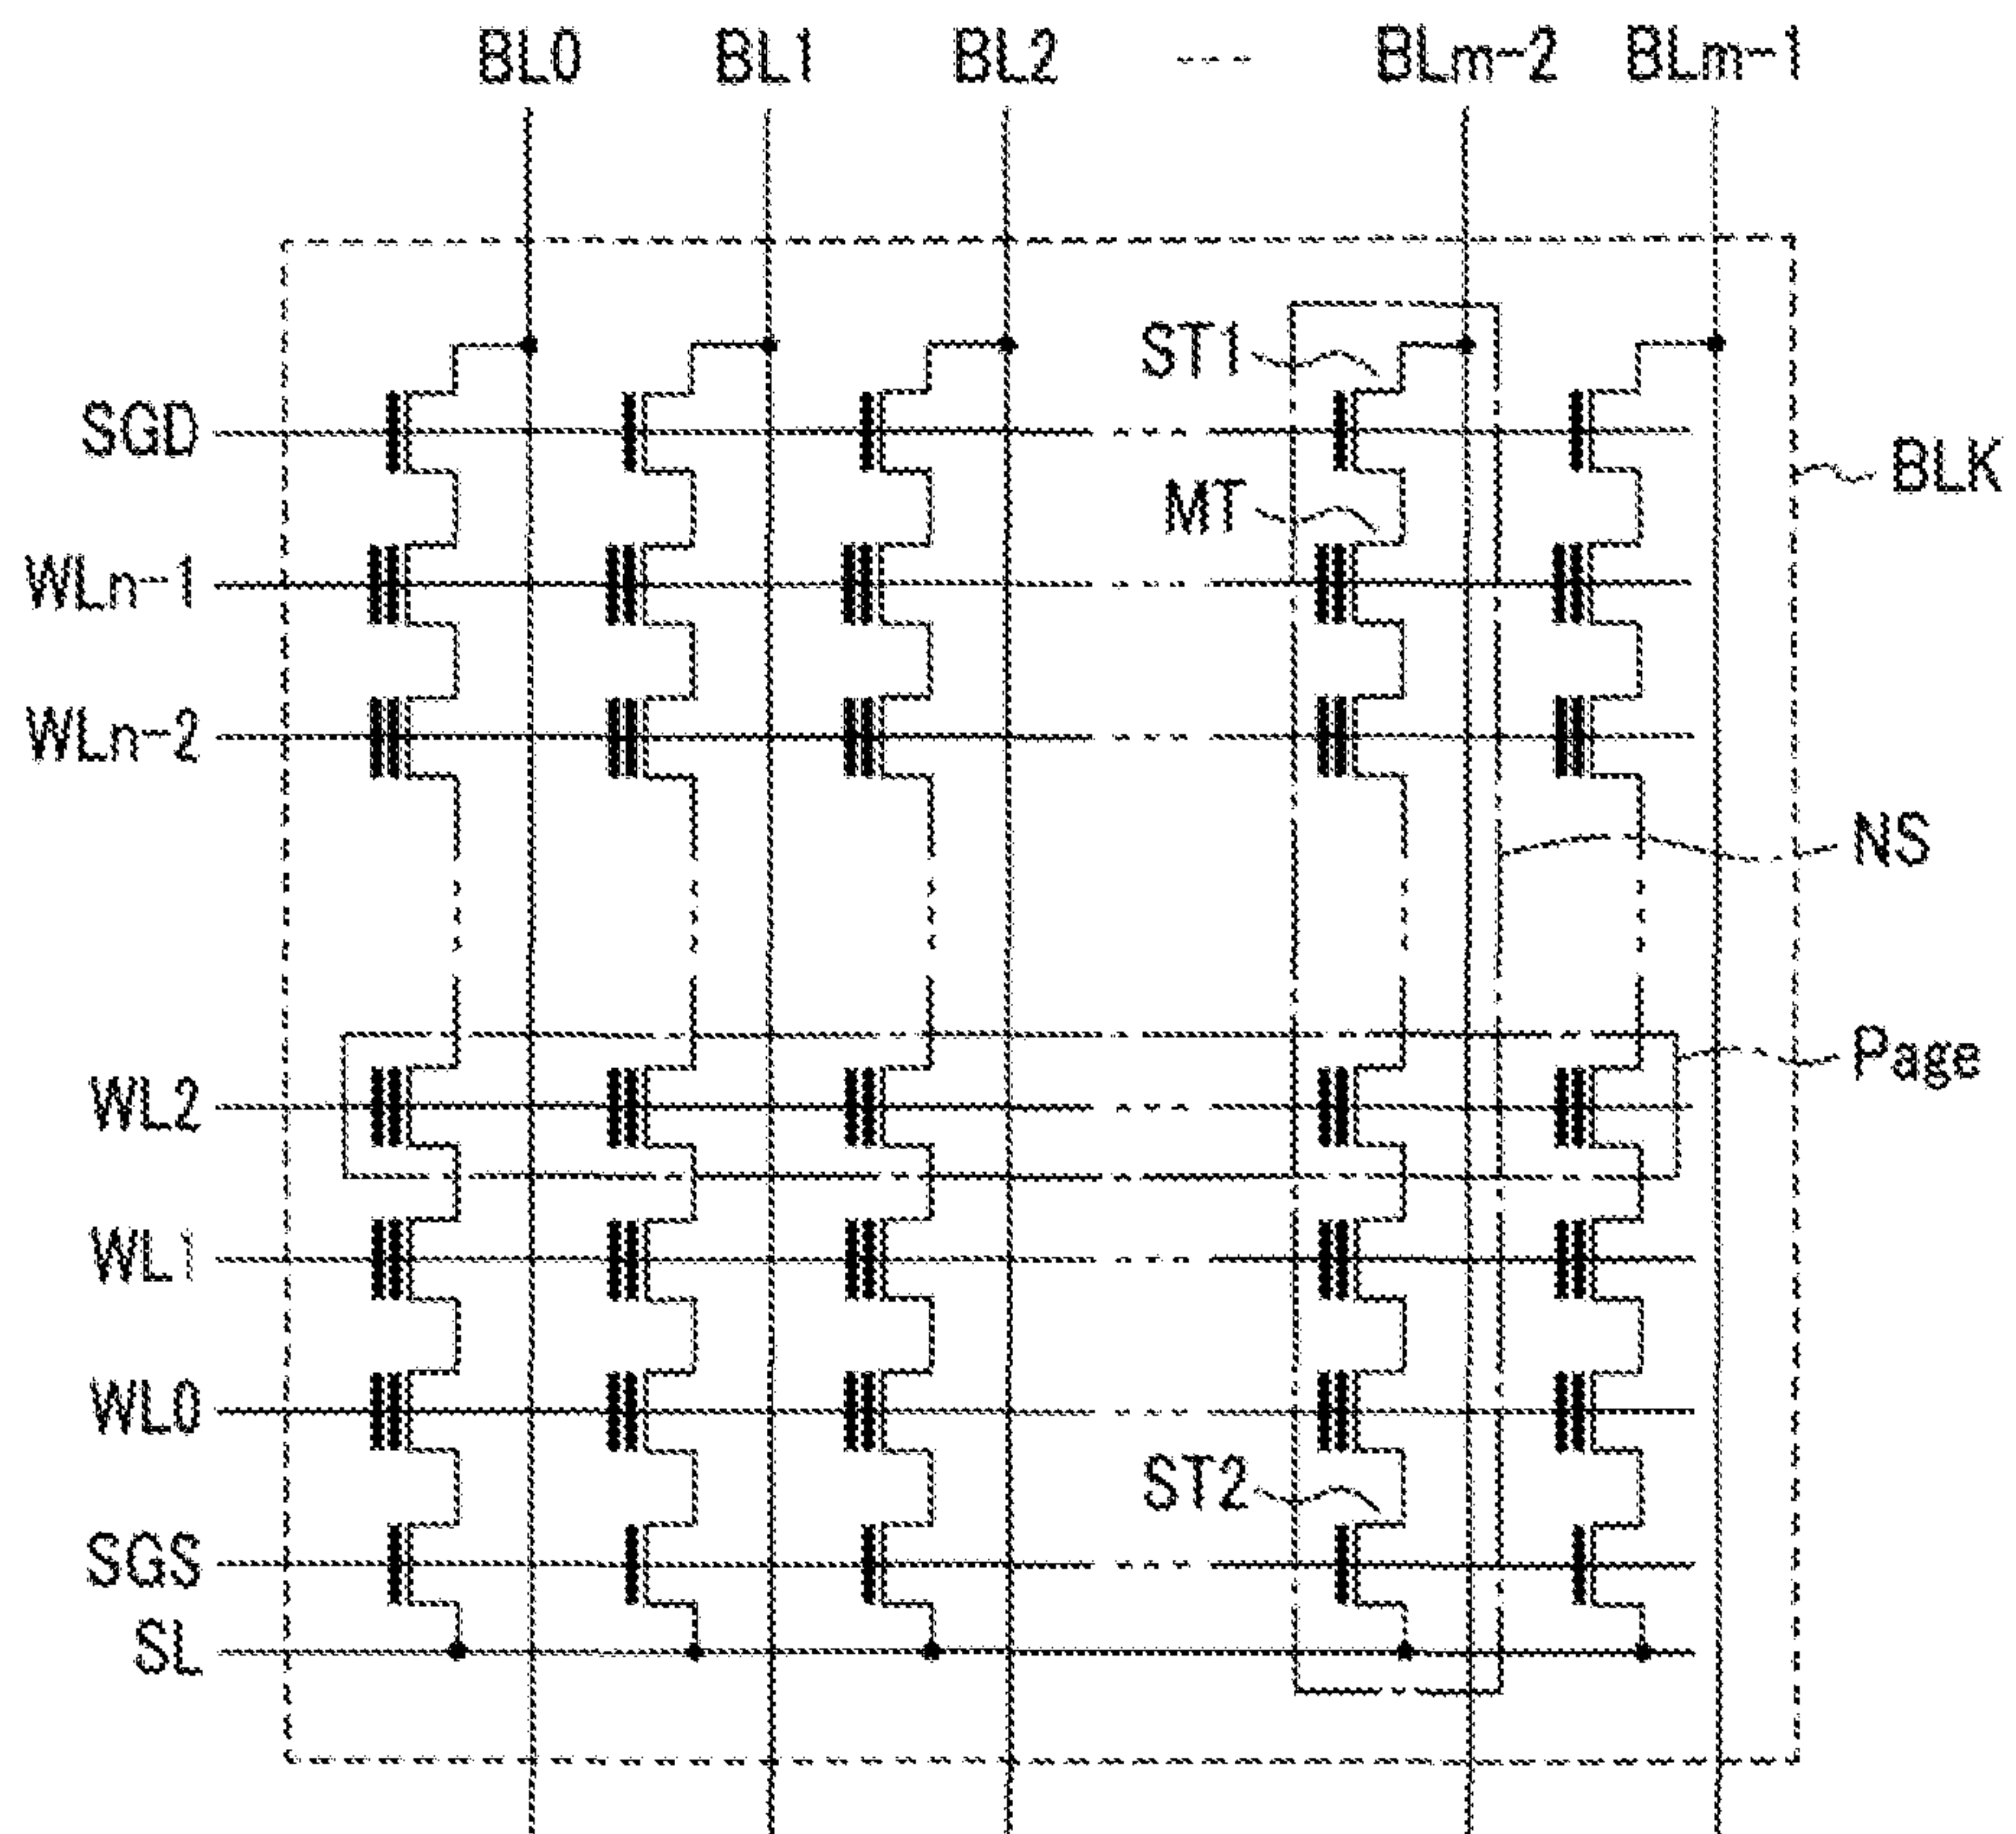 BL0 BL1 BL2 --- BLm-2 BLm-1
ST1
SGD
BLK
MT
WLn-1
WLn-2
NS
Page
WL2
WL1
WL0
ST2
SGS
SL